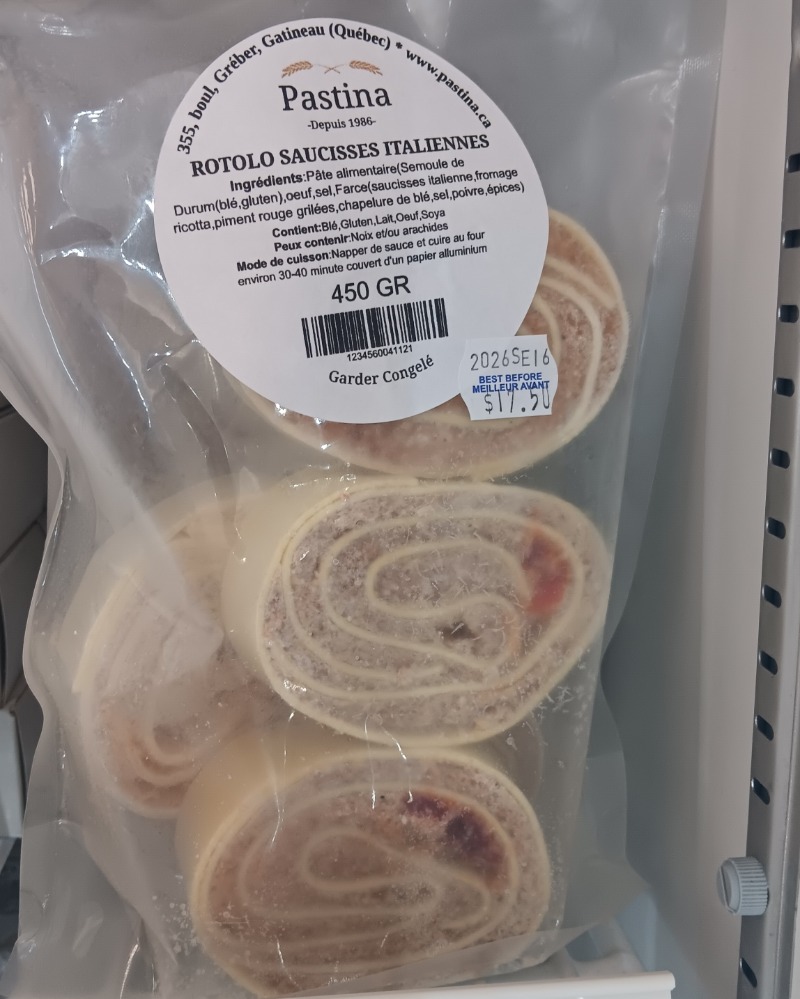 355, boul, Gréber, Gatineau (Québec) * www.pastina.ca
Pastina
-Depuis 1986-
ROTOLO SAUCISSES ITALIENNES
Ingrédients:Pâte alimentaire(Semoule de
Durum(blé,gluten),oeuf,sel,Farce(saucisses italienne,fromage
ricotta,piment rouge grilées,chapelure de blé,sel,poivre,épices)
Contient:Blé,Gluten,Lait,Oeuf,Soya
Peux contenir:Noix et/ou arachides
Mode de cuisson:Napper de sauce et cuire au four
environ 30-40 minute couvert d'un papier alluminium
450 GR
1234560041121
Garder Congelé
2026SE16
BEST BEFORE
MEILLEUR AVANT
$17.50